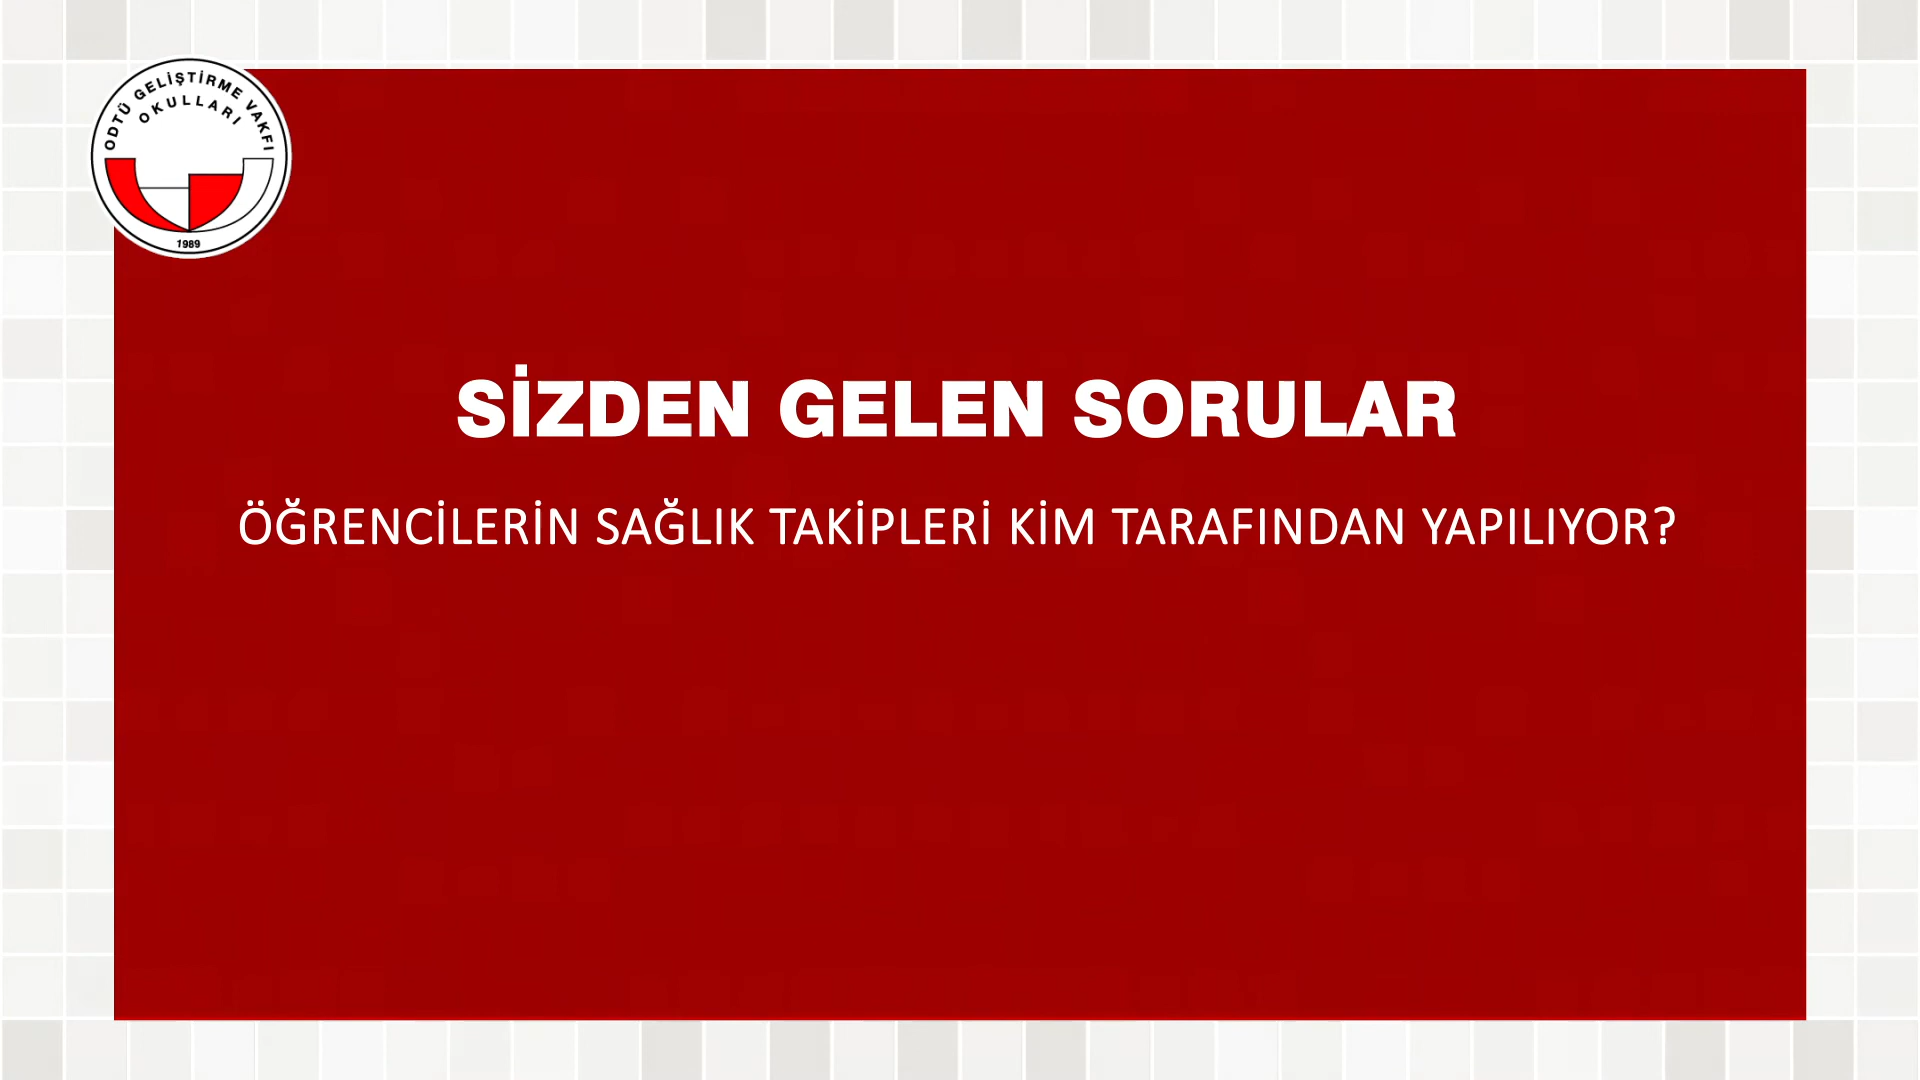 ODTÜ GELİŞTİRME VAKFI
OKULLARI
1989
SİZDEN GELEN SORULAR
ÖĞRENCİLERİN SAĞLIK TAKİPLERİ KİM TARAFINDAN YAPILIYOR?